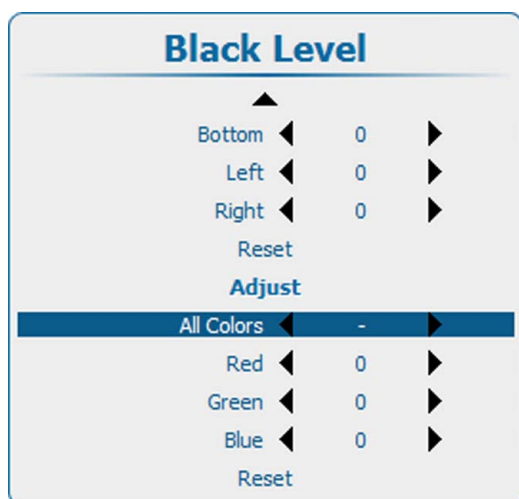 Black Level
Bottom 0
Left 0
Right 0
Reset
Adjust
All Colors -
Red 0
Green 0
Blue 0
Reset